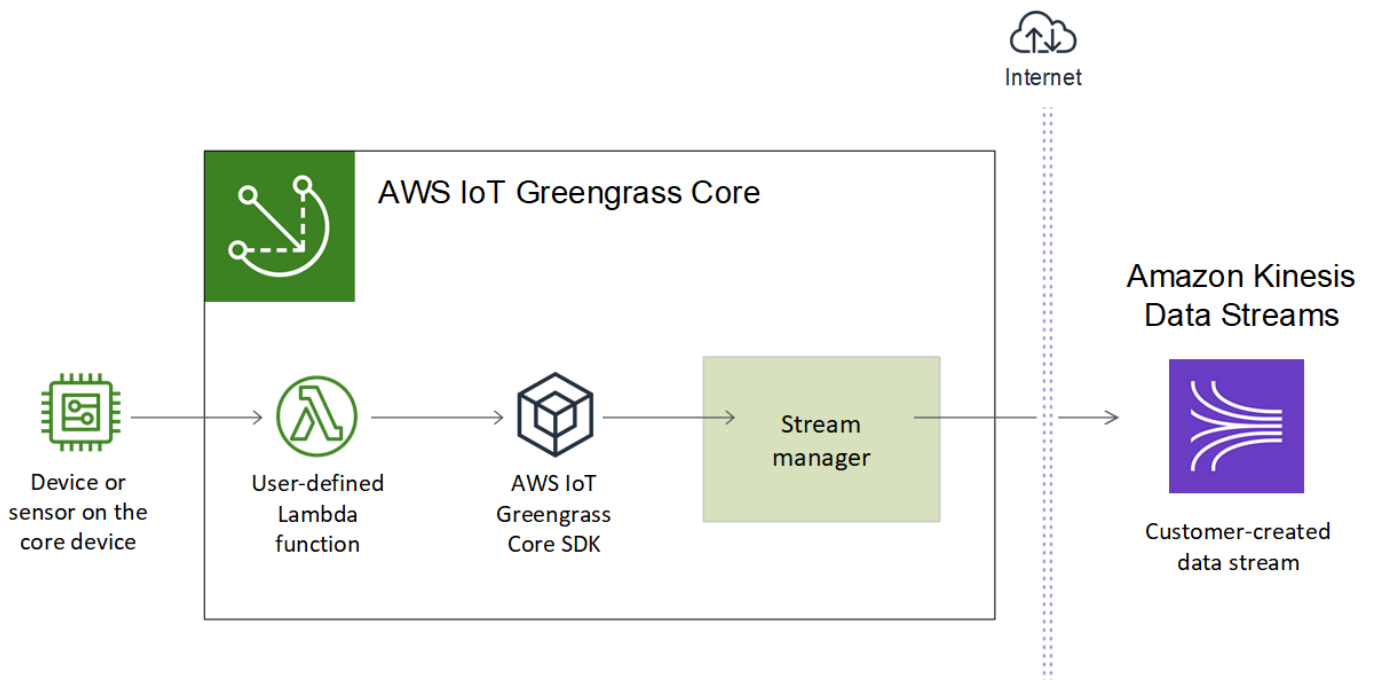 Internet
AWS IoT Greengrass Core
Amazon Kinesis
Data Streams
Stream
manager
Device or
sensor on the
core device
User-defined
Lambda
function
AWS IoT
Greengrass
Core SDK
Customer-created
data stream